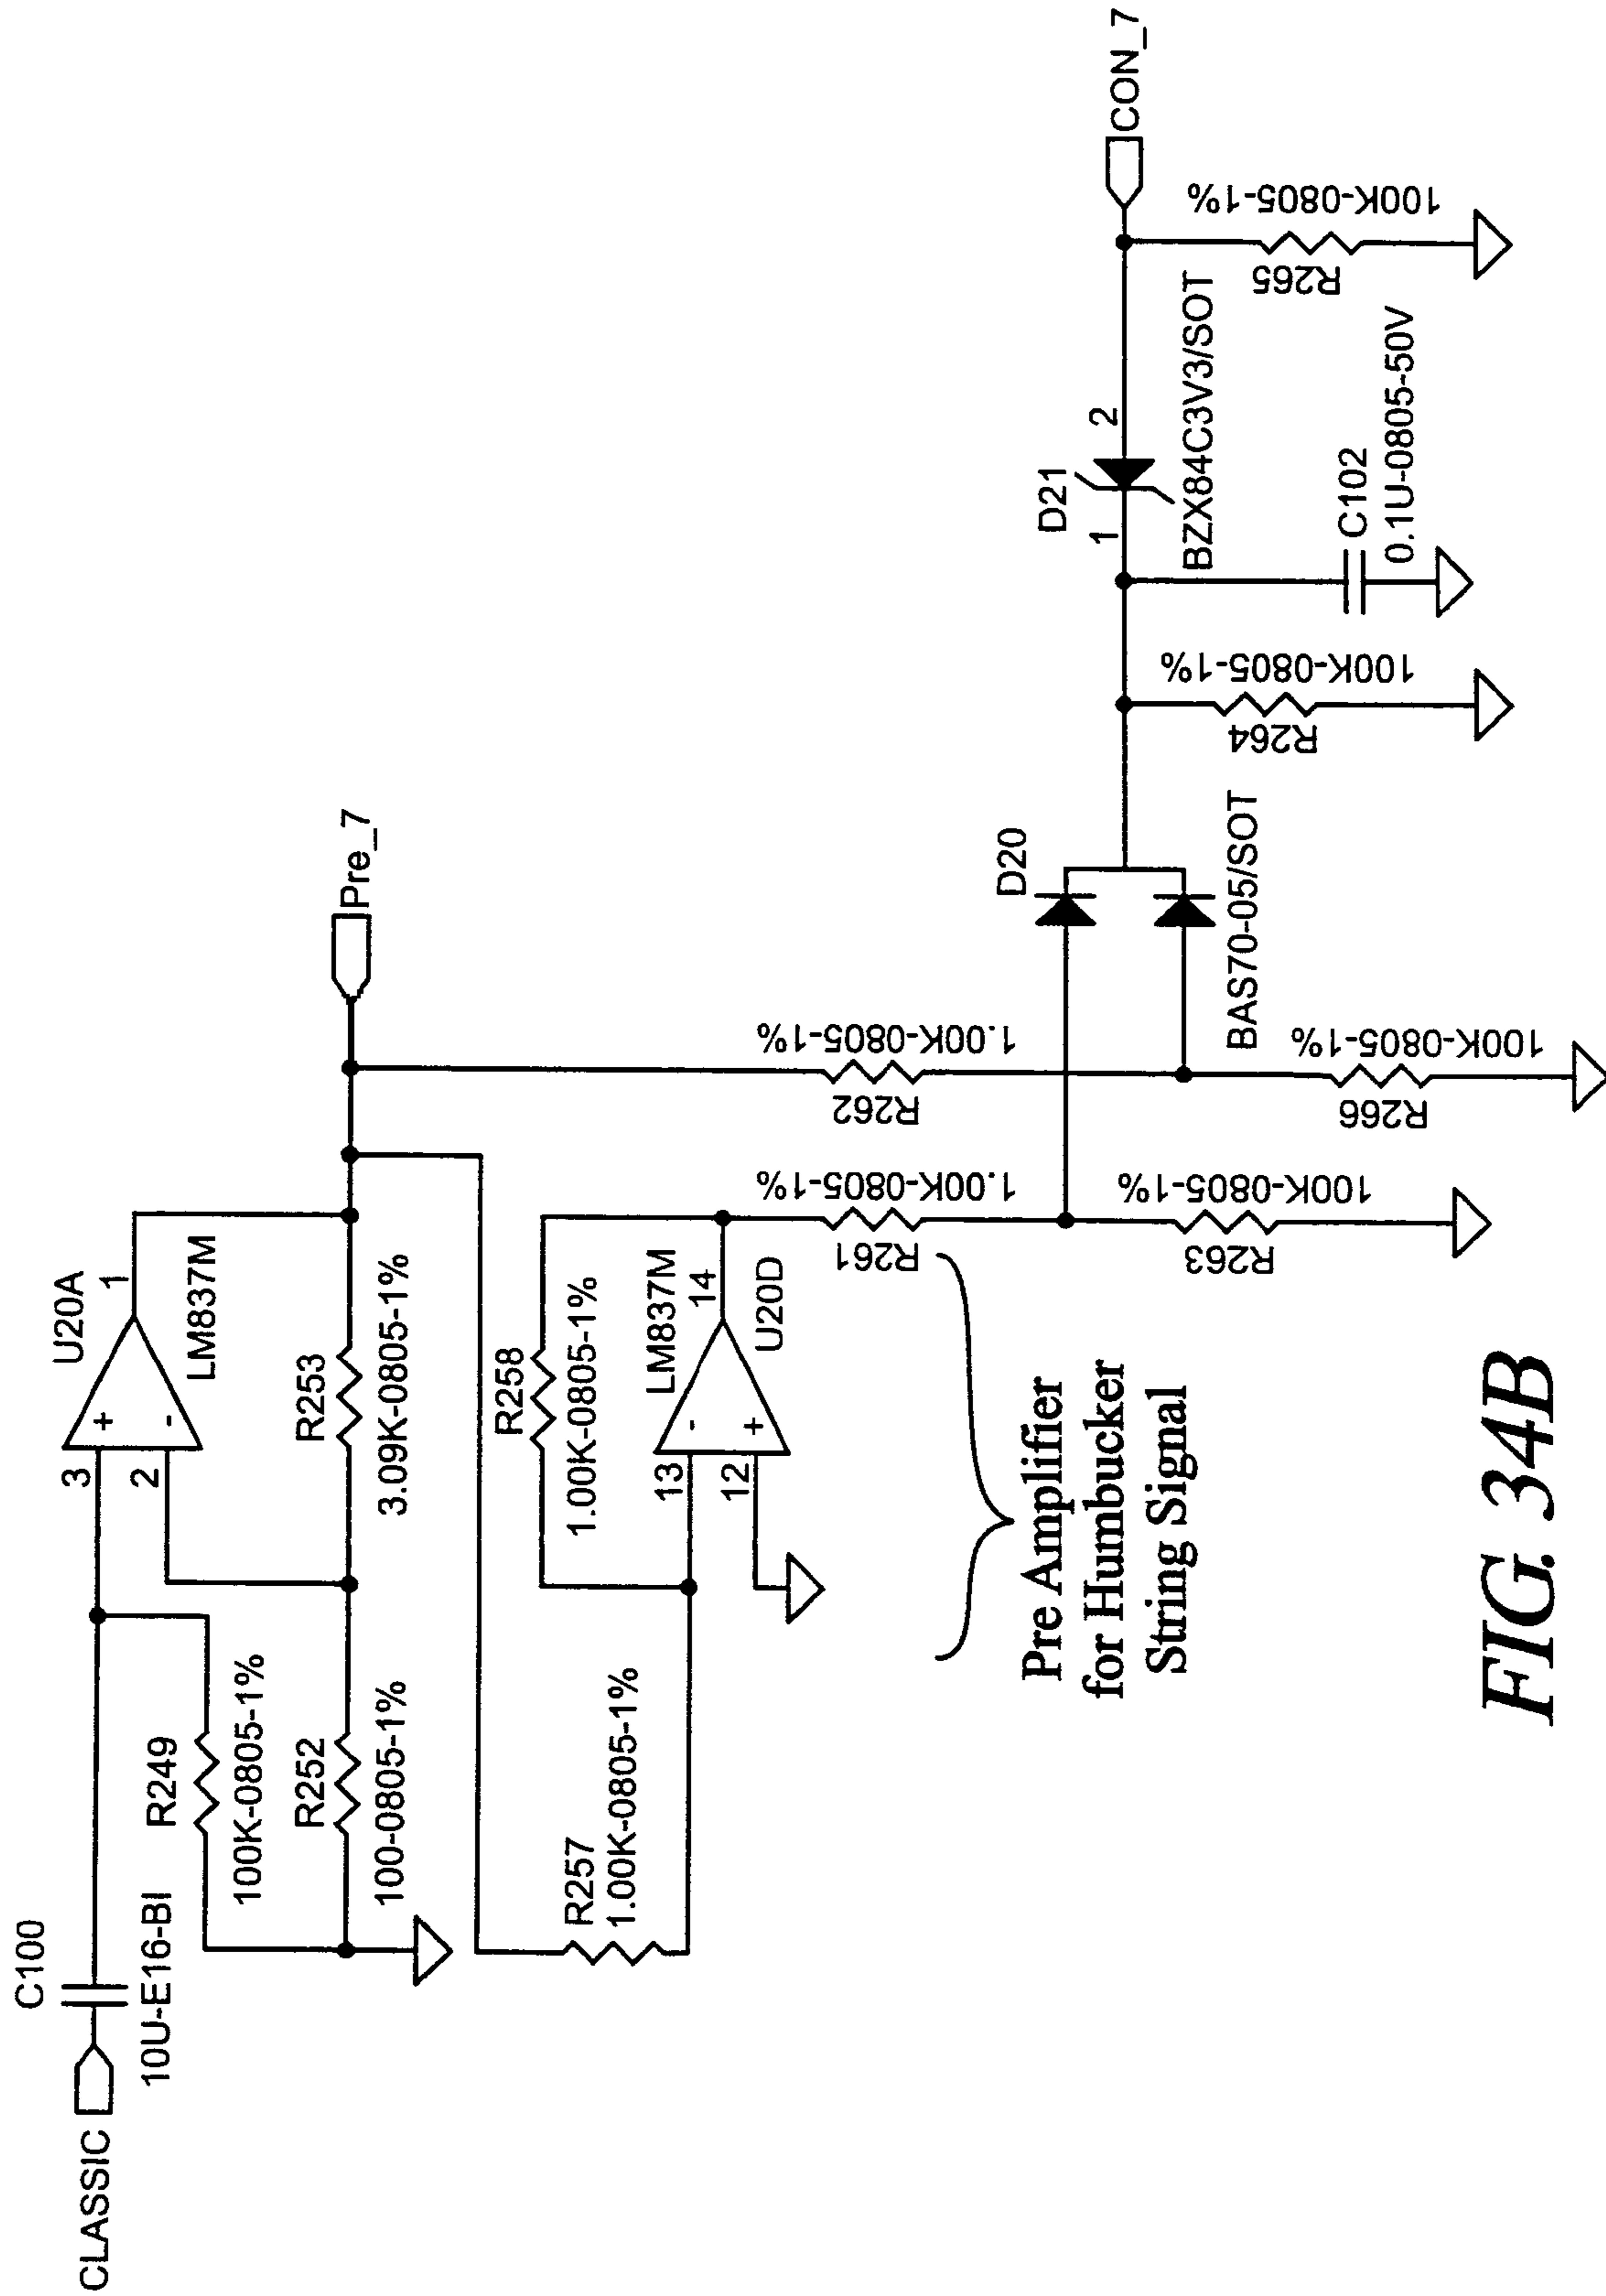 C100
CLASSIC
10U-E16-BI
R249
100K-0805-1%
R252
100-0805-1%
3
2
+
-
U20A
1
LM837M
R253
3.09K-0805-1%
Pre_7
R257
1.00K-0805-1%
R258
1.00K-0805-1%
13
12
-
+
LM837M
14
U20D
R261
1.00K-0805-1%
R262
1.00K-0805-1%
R263
100K-0805-1%
R266
100K-0805-1%
D20
BAS70-05/SOT
R264
100K-0805-1%
D21
1
2
BZX84C3V3/SOT
C102
0.1U-0805-50V
R265
100K-0805-1%
CON_7
Pre Amplifier
for Humbucker
String Signal
FIG. 34B